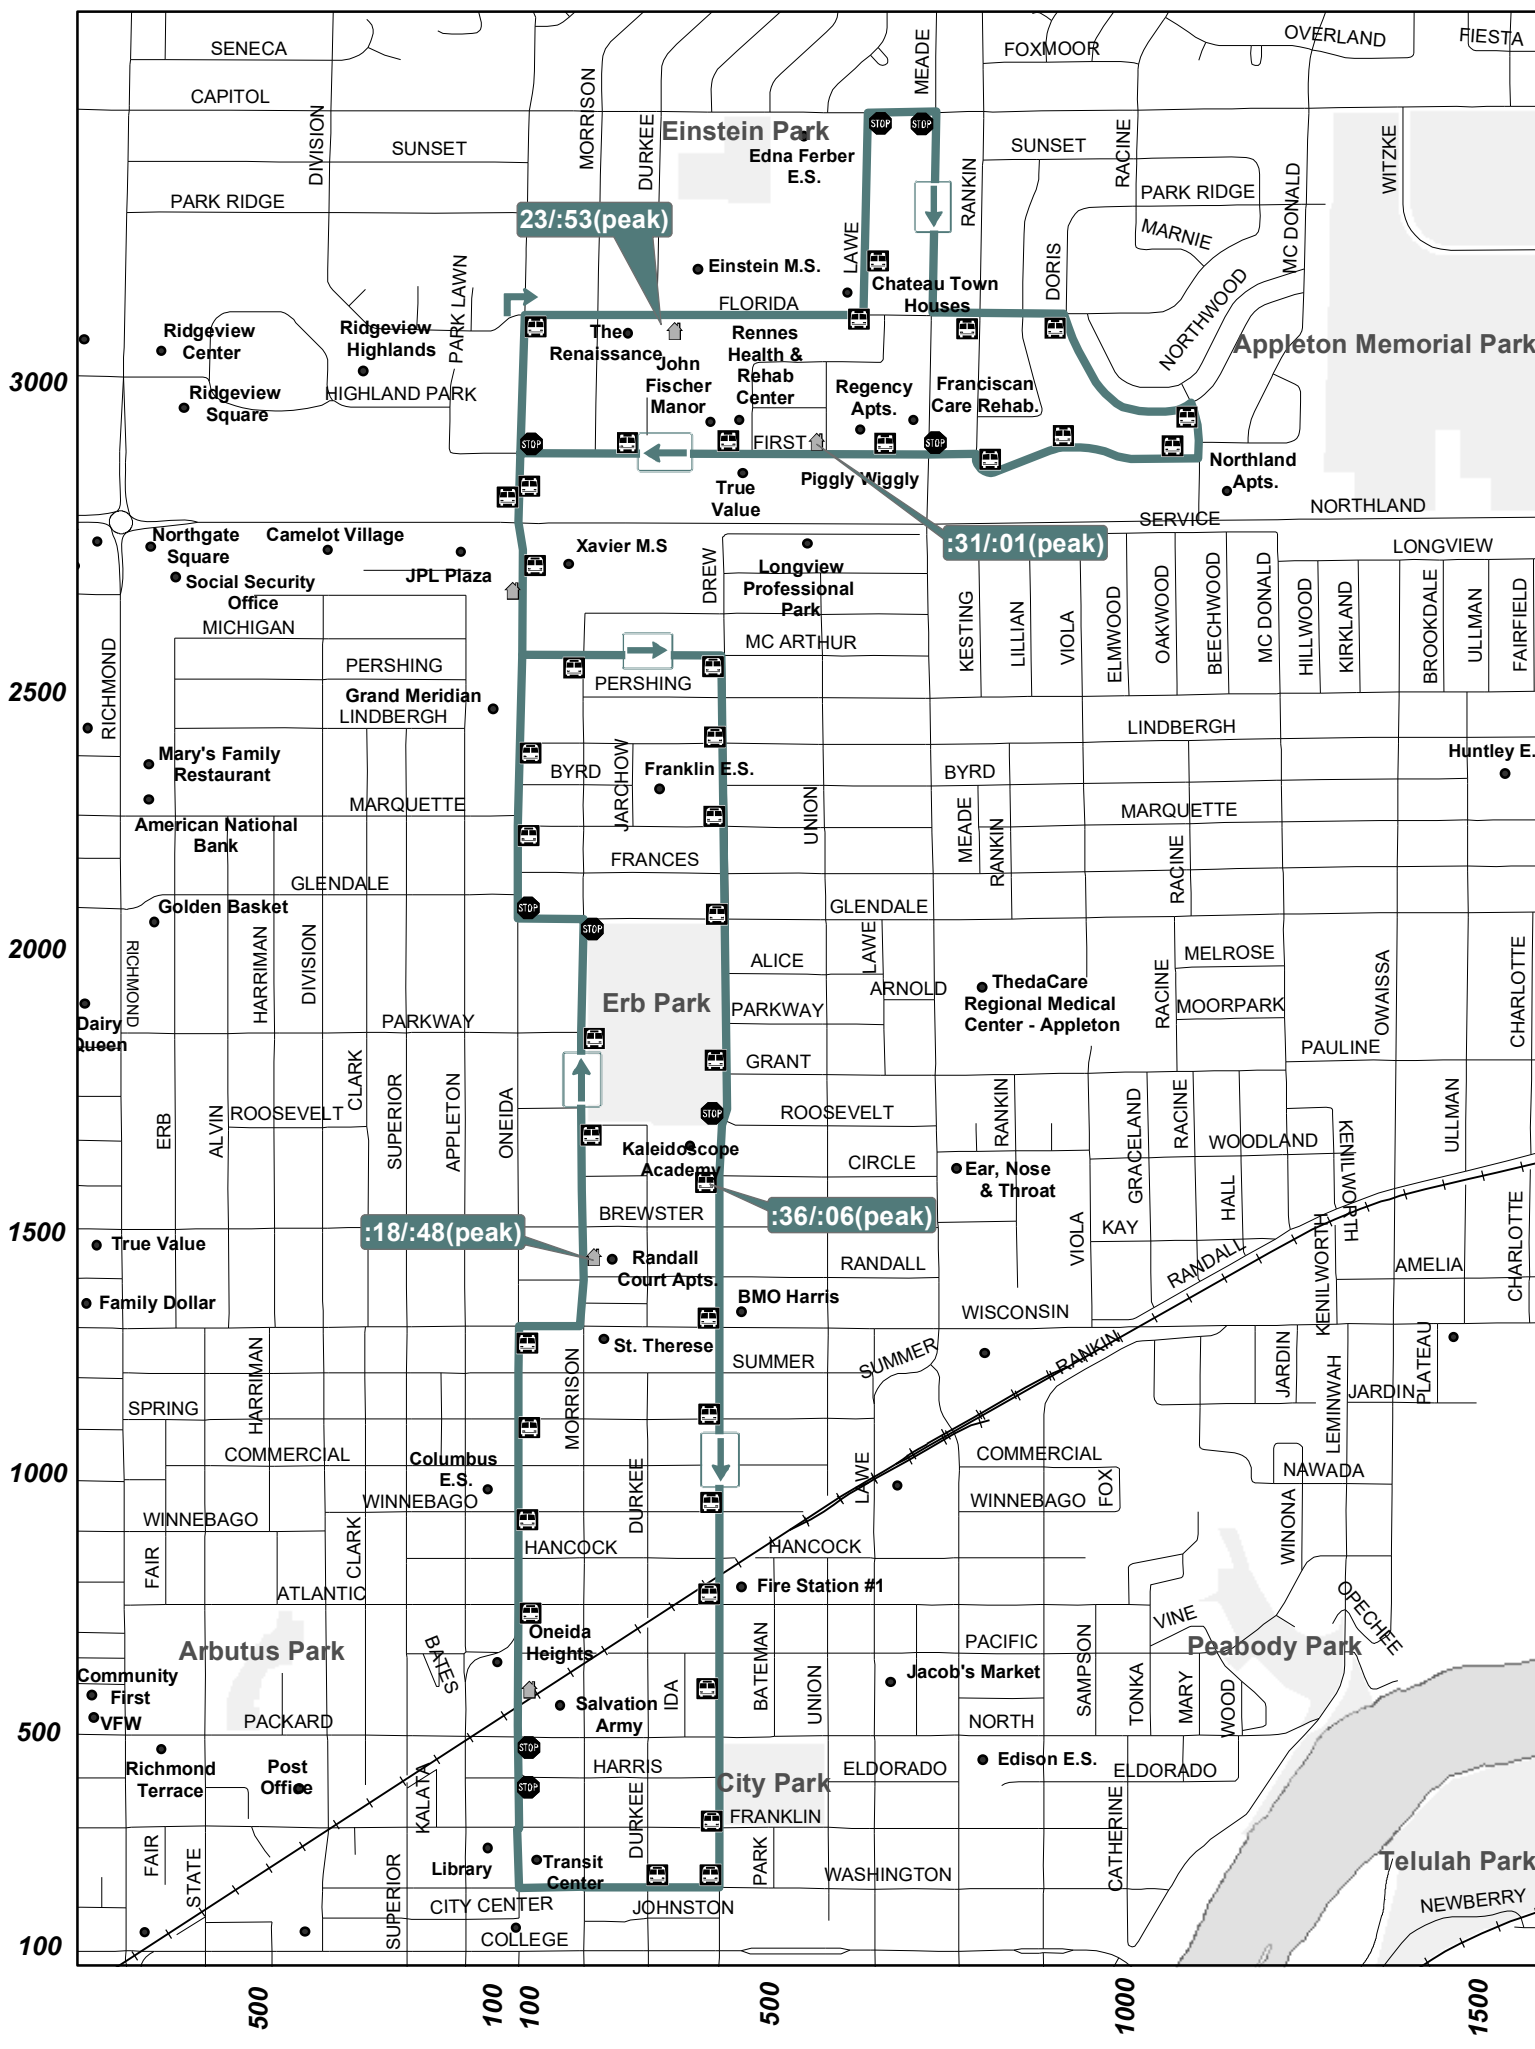 SENECA
FOXMOOR
OVERLAND
FIESTA
MEADE
CAPITOL
DIVISION
MORRISON
DURKEE
Einstein Park
STOP
STOP
SUNSET
Edna Ferber
E.S.
SUNSET
RACINE
WITZKE
PARK RIDGE
RANKIN
PARK RIDGE
MC DONALD
23/:53(peak)
LAWE
MARNIE
PARK LAWN
Einstein M.S.
DORIS
Chateau Town
Houses
FLORIDA
NORTHWOOD
Ridgeview
Center
Ridgeview
Highlands
The
Renaissance
Rennes
Health &
Rehab
Center
Appleton Memorial Park
John
Fischer
Manor
3000
Ridgeview
Square
HIGHLAND PARK
Regency
Apts.
Franciscan
Care Rehab.
STOP
FIRST
STOP
Northland
Apts.
True
Value
Piggly Wiggly
NORTHLAND
SERVICE
Northgate
Square
Camelot Village
Xavier M.S
:31/:01(peak)
LONGVIEW
JPL Plaza
Social Security
Office
DREW
Longview
Professional
Park
MICHIGAN
MC ARTHUR
KESTING
LILLIAN
VIOLA
ELMWOOD
OAKWOOD
BEECHWOOD
MC DONALD
HILLWOOD
KIRKLAND
BROOKDALE
ULLMAN
FAIRFIELD
RICHMOND
PERSHING
PERSHING
2500
Grand Meridian
LINDBERGH
LINDBERGH
Mary's Family
Restaurant
BYRD
JARCHOW
Franklin E.S.
BYRD
Huntley E.
American National
Bank
MARQUETTE
UNION
MEADE
RANKIN
MARQUETTE
FRANCES
RACINE
GLENDALE
Golden Basket
STOP
GLENDALE
STOP
2000
RICHMOND
HARRIMAN
DIVISION
ALICE
LAWE
MELROSE
OWAISSA
CHARLOTTE
Erb Park
ARNOLD
ThedaCare
Regional Medical
Center - Appleton
RACINE
MOORPARK
Dairy
Queen
PARKWAY
PARKWAY
GRANT
PAULINE
ERB
ALVIN
ROOSEVELT
CLARK
SUPERIOR
APPLETON
ONEIDA
STOP
ROOSEVELT
RANKIN
GRACELAND
RACINE
WOODLAND
KENILWORTH
ULLMAN
Kaleidoscope
Academy
CIRCLE
Ear, Nose
& Throat
HALL
1500
True Value
:18/:48(peak)
BREWSTER
:36/:06(peak)
VIOLA
KAY
RANDALL
KENILWORTH
CHARLOTTE
Randall
Court Apts.
RANDALL
AMELIA
Family Dollar
BMO Harris
WISCONSIN
St. Therese
SUMMER
SUMMER
RANKIN
JARDIN
PLATEAU
HARRIMAN
MORRISON
JARDIN
LEMINWAH
SPRING
COMMERCIAL
Columbus
E.S.
COMMERCIAL
1000
DURKEE
LAWE
FOX
NAWADA
WINNEBAGO
WINNEBAGO
WINNEBAGO
WINONA
FAIR
CLARK
HANCOCK
HANCOCK
ATLANTIC
Fire Station #1
OPECHEE
VINE
Arbutus Park
BATES
Oneida
Heights
BATEMAN
UNION
PACIFIC
SAMPSON
TONKA
MARY
WOOD
Peabody Park
Community
First
VFW
IDA
Jacob's Market
Salvation
Army
500
PACKARD
NORTH
STOP
Richmond
Terrace
Post
Office
STOP
HARRIS
City Park
ELDORADO
Edison E.S.
ELDORADO
KALATA
DURKEE
FRANKLIN
CATHERINE
FAIR
STATE
SUPERIOR
Library
Transit
Center
PARK
WASHINGTON
Telulah Park
CITY CENTER
JOHNSTON
NEWBERRY
100
COLLEGE
500
100
100
500
1000
1500